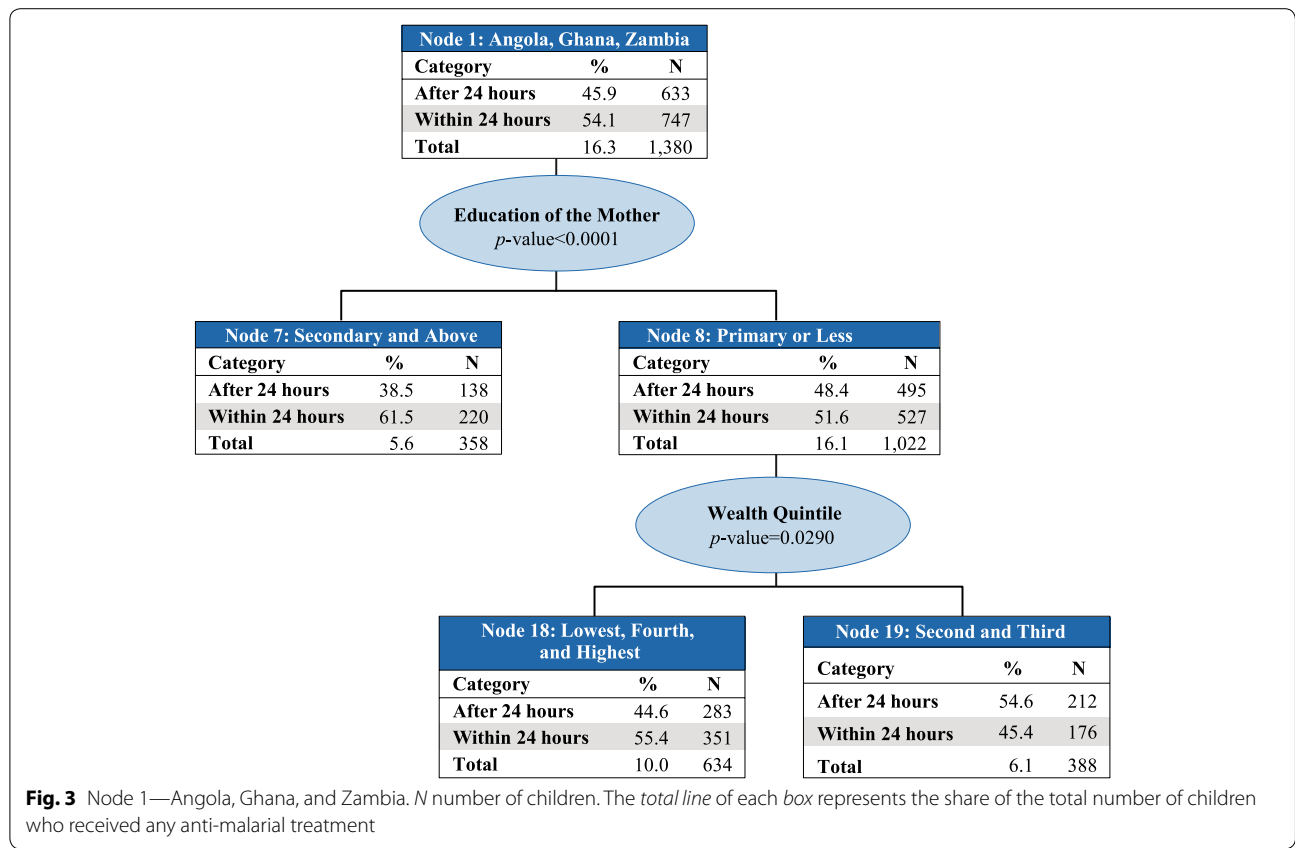 Node 1: Angola, Ghana, Zambia
Category % N
After 24 hours 45.9 633
Within 24 hours 54.1 747
Total 16.3 1,380
Education of the Mother
p-value<0.0001
Node 7: Secondary and Above
Category % N
After 24 hours 38.5 138
Within 24 hours 61.5 220
Total 5.6 358
Node 8: Primary or Less
Category % N
After 24 hours 48.4 495
Within 24 hours 51.6 527
Total 16.1 1,022
Wealth Quintile
p-value=0.0290
Node 18: Lowest, Fourth,
and Highest
Category % N
After 24 hours 44.6 283
Within 24 hours 55.4 351
Total 10.0 634
Node 19: Second and Third
Category % N
After 24 hours 54.6 212
Within 24 hours 45.4 176
Total 6.1 388
Fig. 3 Node 1—Angola, Ghana, and Zambia. N number of children. The total line of each box represents the share of the total number of children
who received any anti-malarial treatment